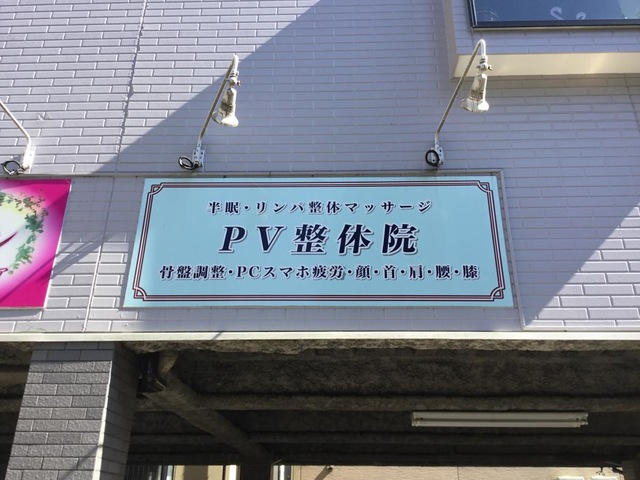 半眠・リンパ整体マッサージ
PV整体院
骨盤調整・PCスマホ疲労・顔・首・肩・腰・膝